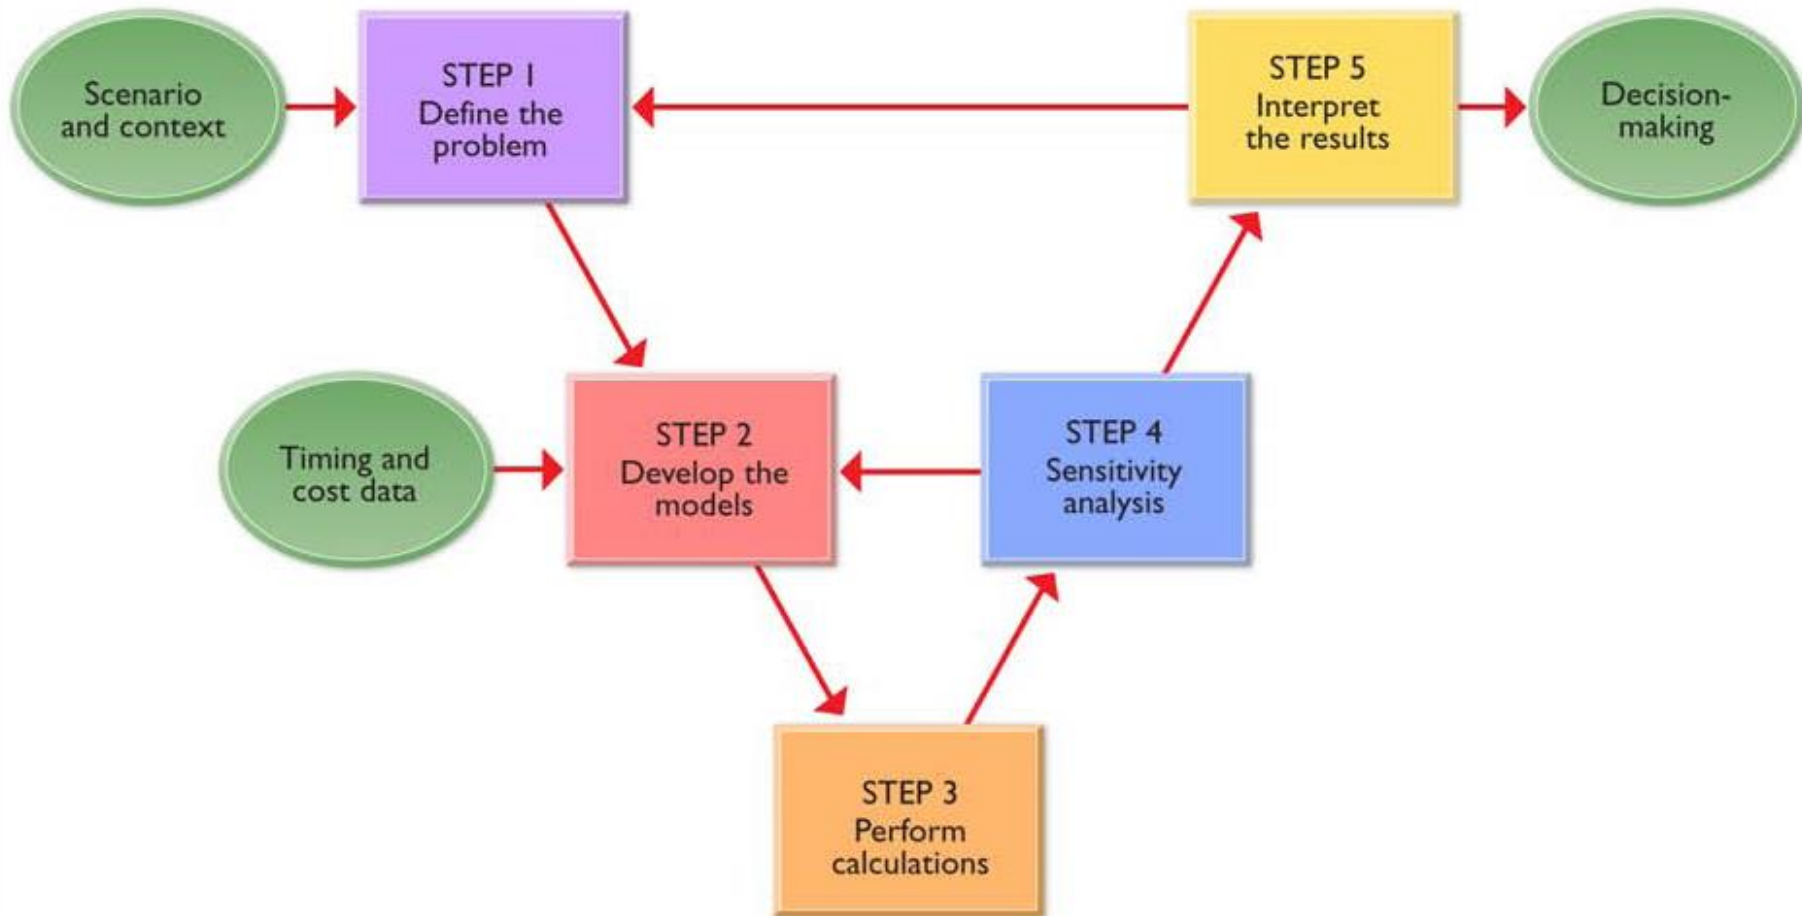 Scenario
and context
STEP 1
Define the
problem
STEP 5
Interpret
the results
Decision-
making
Timing and
cost data
STEP 2
Develop the
models
STEP 4
Sensitivity
analysis
STEP 3
Perform
calculations